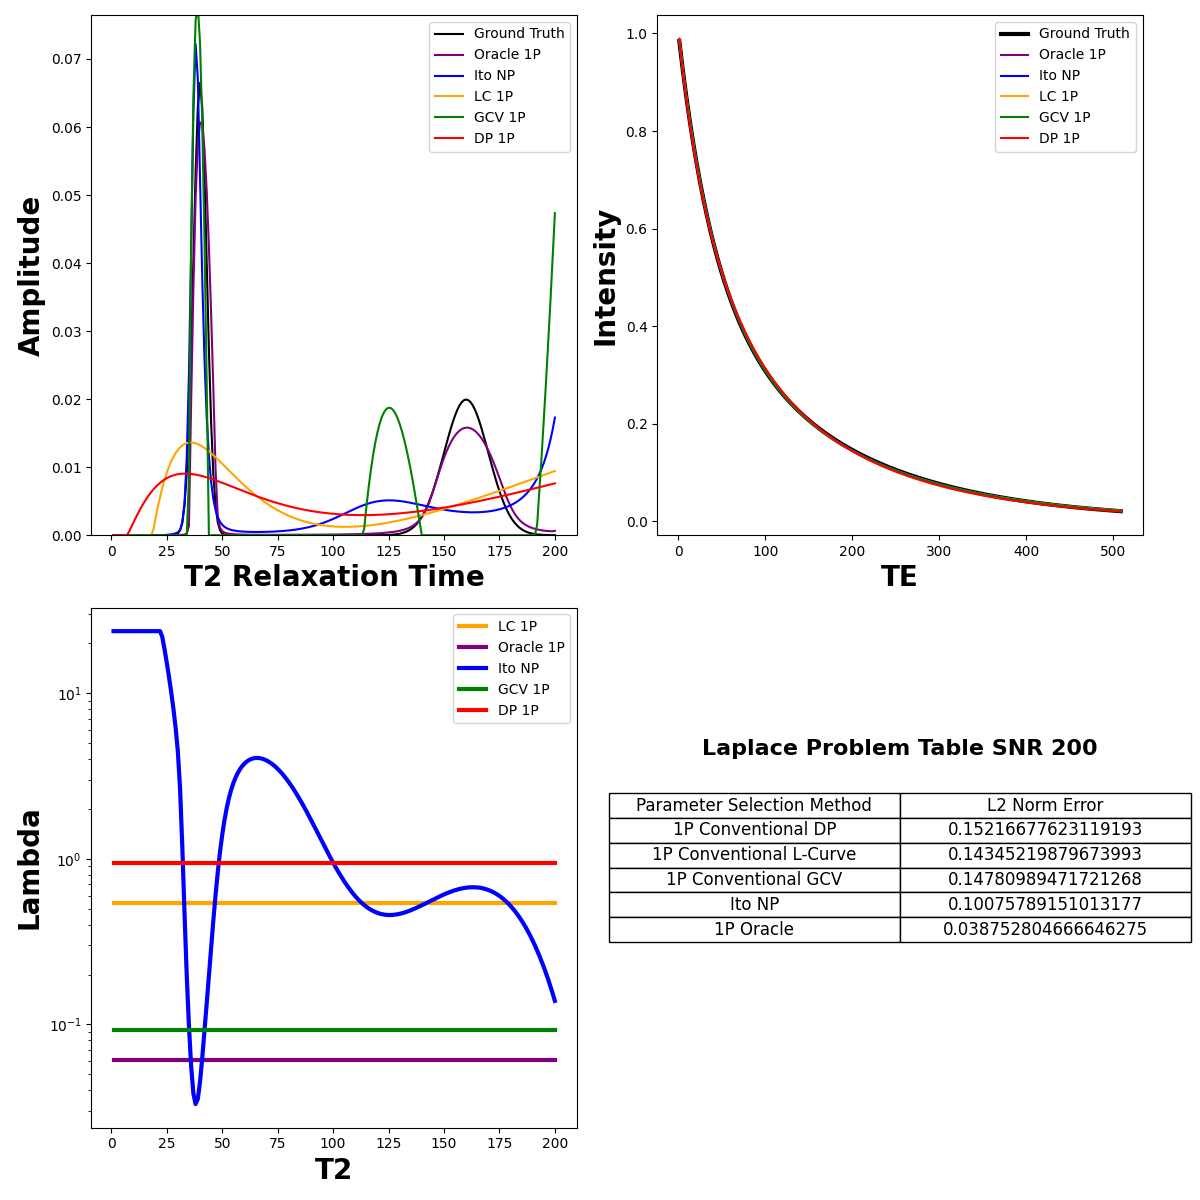 Ground Truth
Oracle 1P
Ito NP
LC 1P
GCV 1P
DP 1P
0.07
0.06
0.05
0.04
0.03
0.02
0.01
0.00
Amplitude
0 25 50 75 100 125 150 175 200
T2 Relaxation Time
Ground Truth
Oracle 1P
Ito NP
LC 1P
GCV 1P
DP 1P
1.0
0.8
0.6
0.4
0.2
0.0
Intensity
0 100 200 300 400 500
TE
LC 1P
Oracle 1P
Ito NP
GCV 1P
DP 1P
10¹
10⁰
10⁻¹
Lambda
0 25 50 75 100 125 150 175 200
T2
Laplace Problem Table SNR 200
Parameter Selection Method L2 Norm Error
1P Conventional DP 0.15216677623119193
1P Conventional L-Curve 0.14345219879673993
1P Conventional GCV 0.14780989471721268
Ito NP 0.10075789151013177
1P Oracle 0.038752804666646275